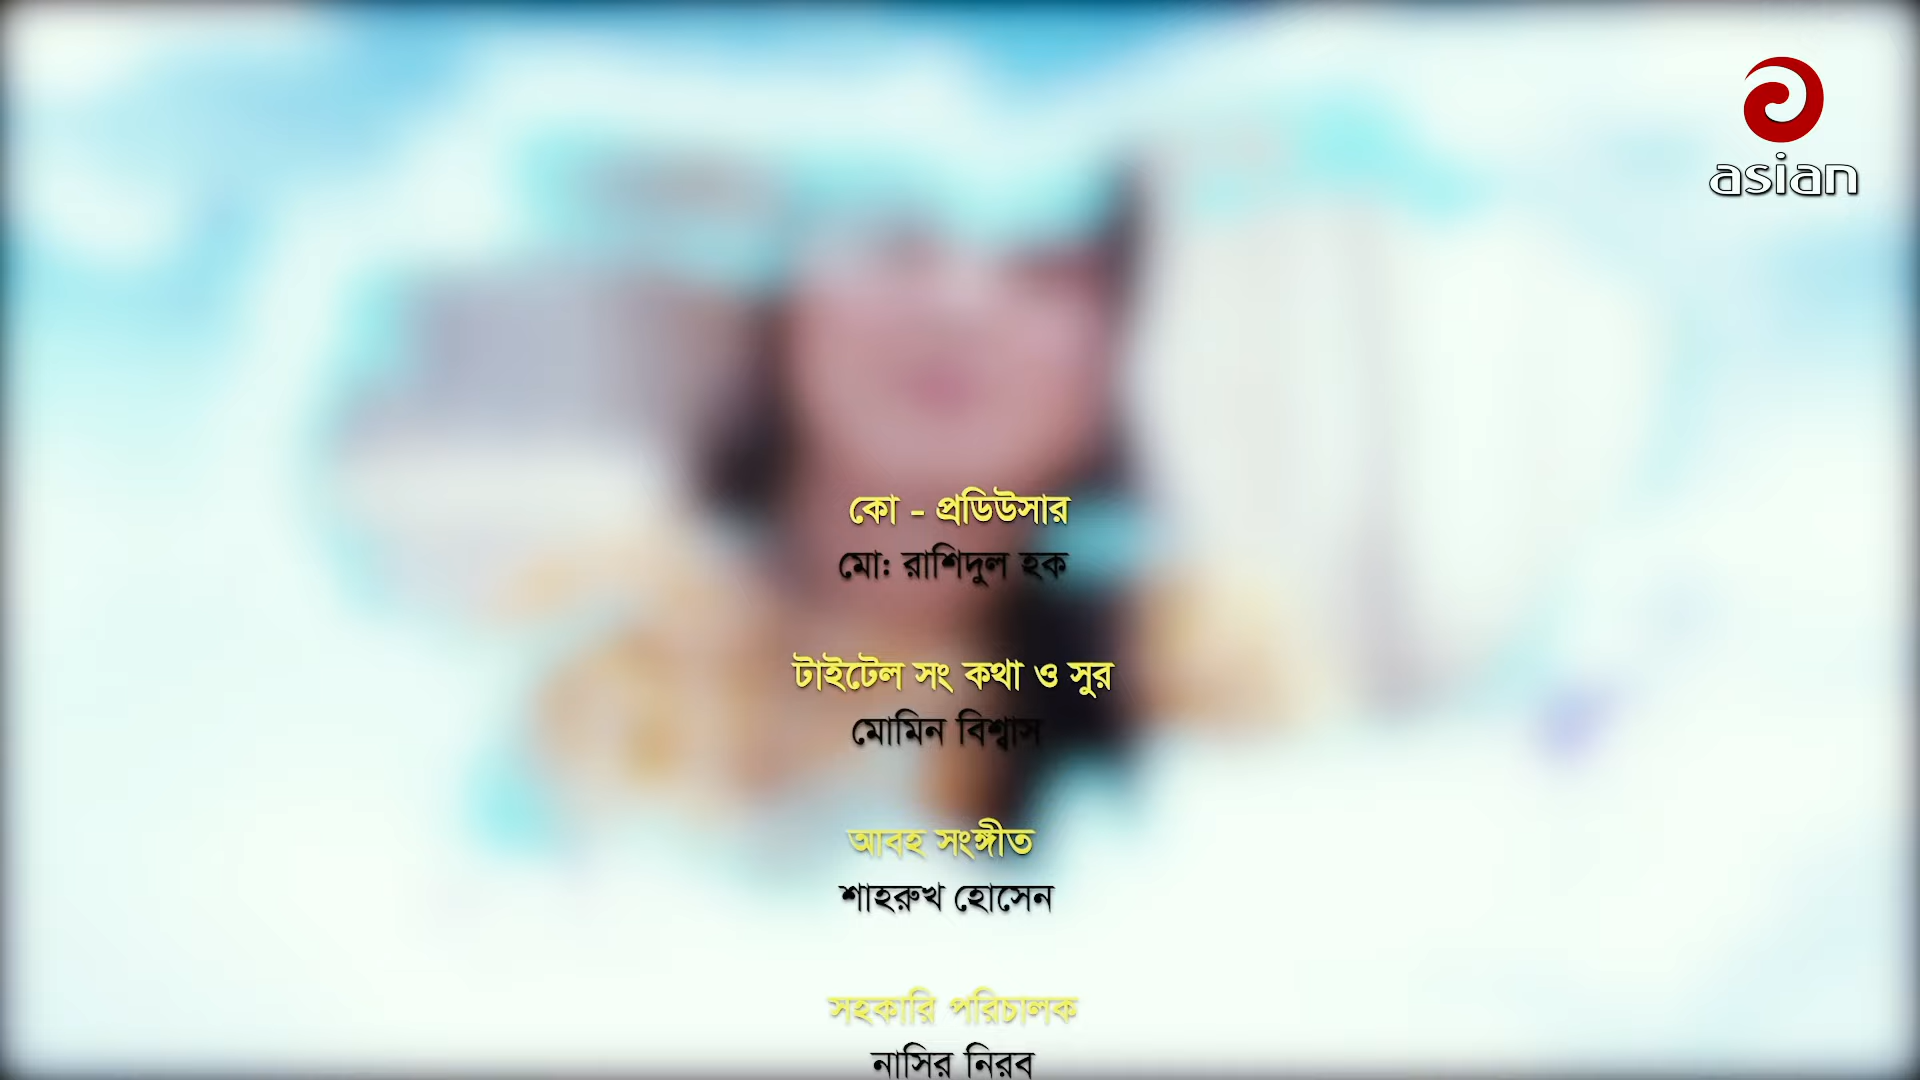 asian
কো - প্রডিউসার
মো: রাশিদুল হক
টাইটেল সং কথা ও সুর
মোমিন বিশ্বাস
আবহ সংঙ্গীত
শাহরুখ হোসেন
সহকারি পরিচালক
নাসির নিরব